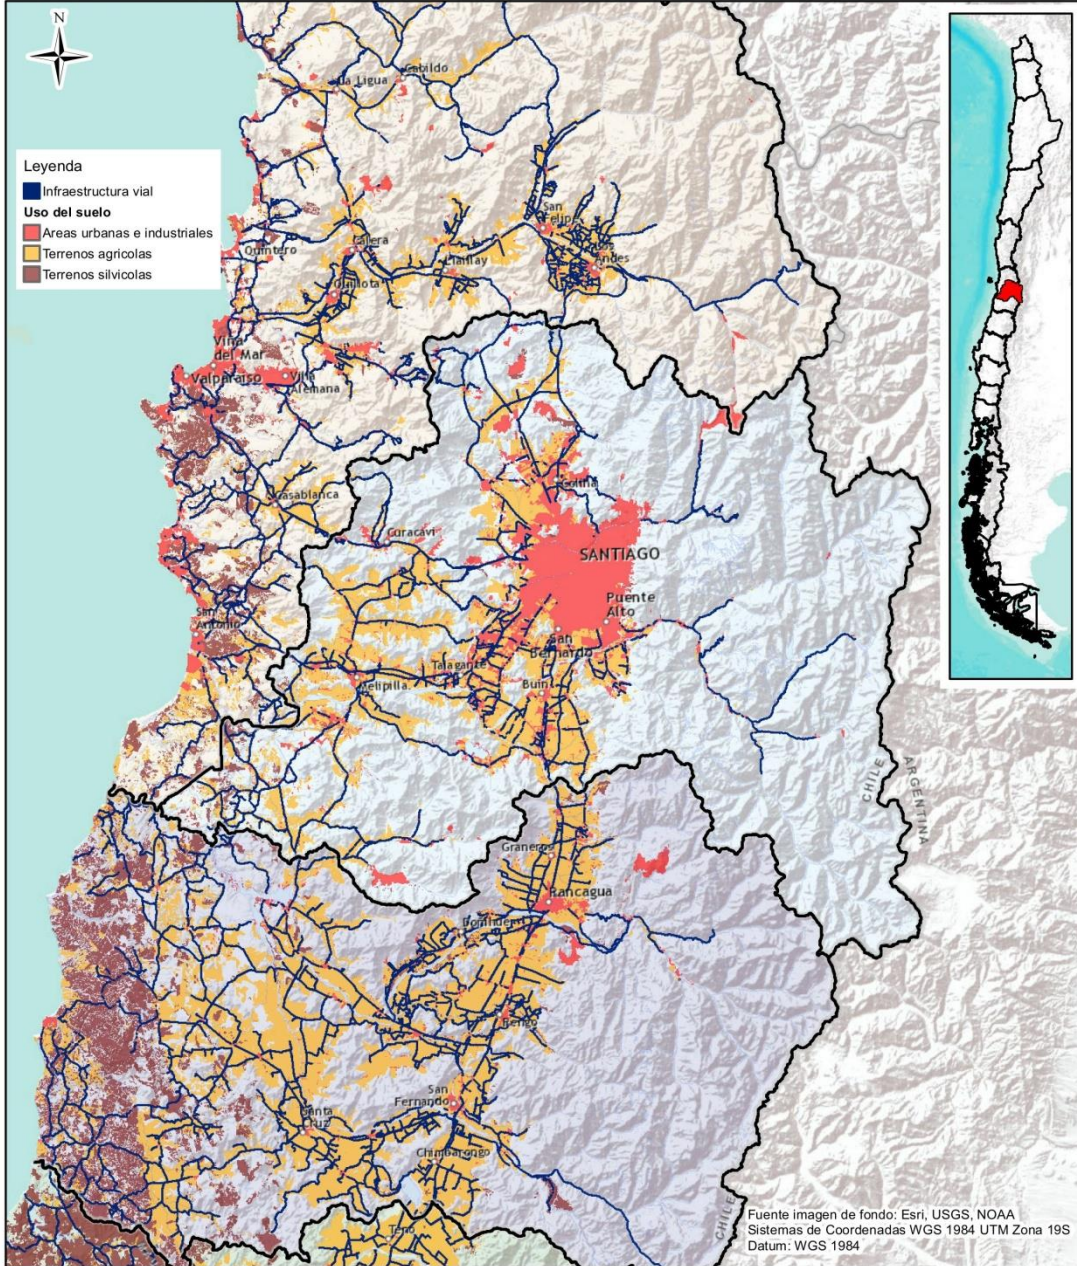 N
Cabildo
La Ligua
Leyenda
Infraestructura vial
Uso del suelo
Areas urbanas e industriales
Terrenos agricolas
Terrenos silvicolas
San
Felipe
Los
Andes
Calera
Quintero
Llaillay
Quillota
Viña
del Mar
Valparaíso
Villa
Alemana
Casablanca
Curacaví
Colina
SANTIAGO
Puente
Alto
San
Antonio
San
Bernardo
Talagante
Melipilla
Buin
CHILE
ARGENTINA
Graneros
Rancagua
Doñihue
Rengo
San
Fernando
Santa
Cruz
Chimbarongo
Teno
CHILE
Fuente imagen de fondo: Esri, USGS, NOAA
Sistemas de Coordenadas WGS 1984 UTM Zona 19S
Datum: WGS 1984